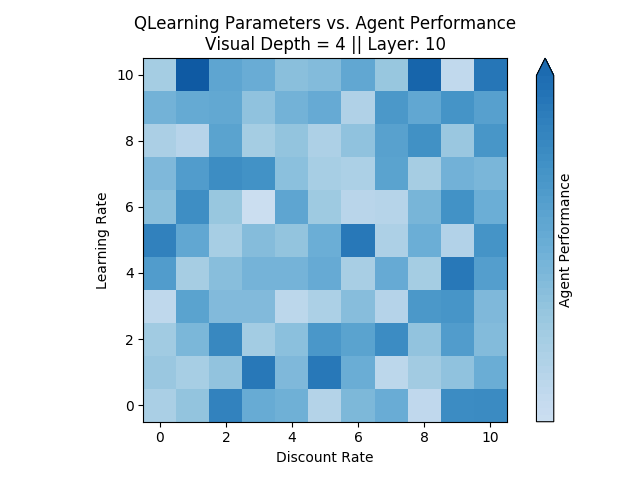 QLearning Parameters vs. Agent Performance
Visual Depth = 4 || Layer: 10
Learning Rate
10
8
6
4
2
0
0 2 4 6 8 10
Discount Rate
Agent Performance